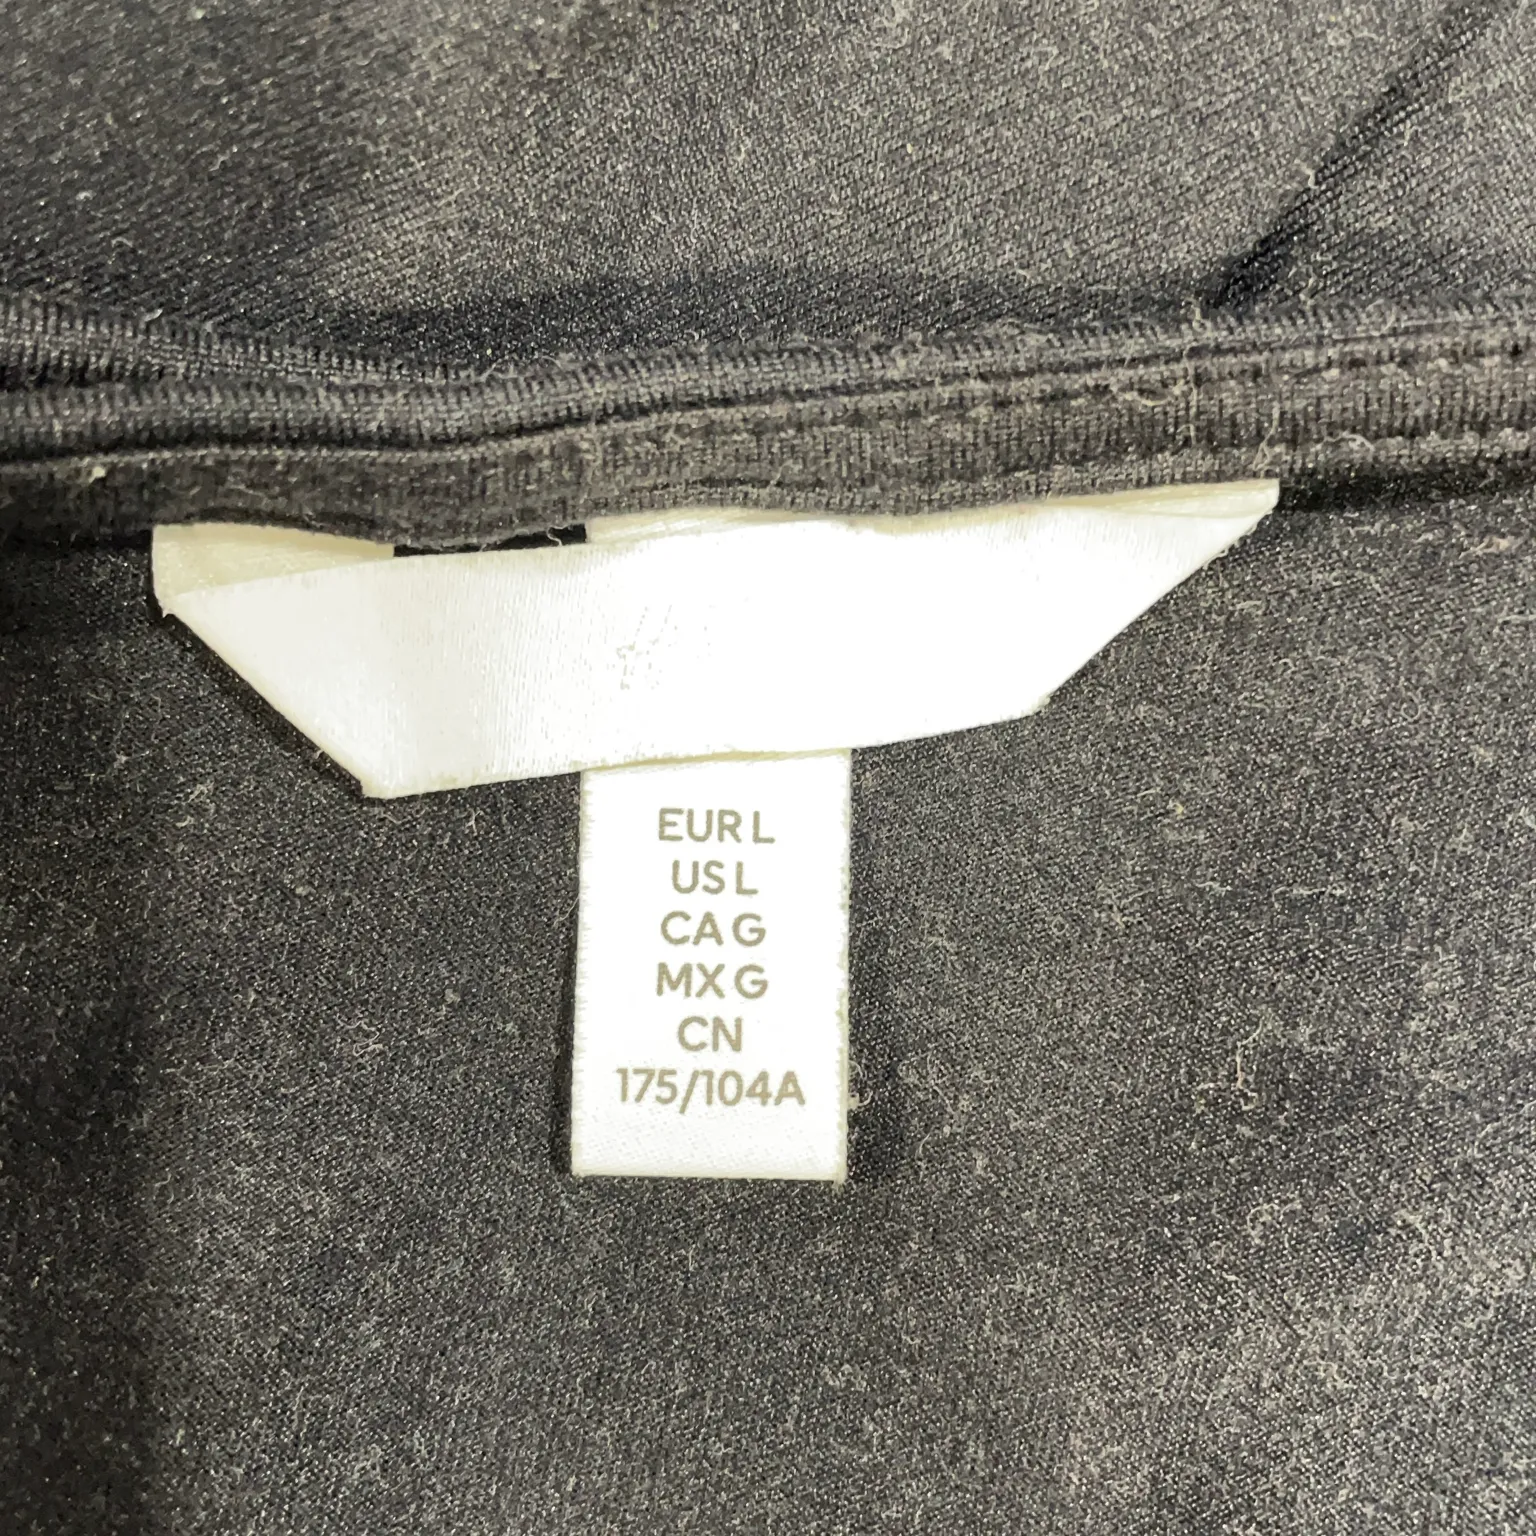 EUR L
US L
CA G
MX G
CN
175/104A